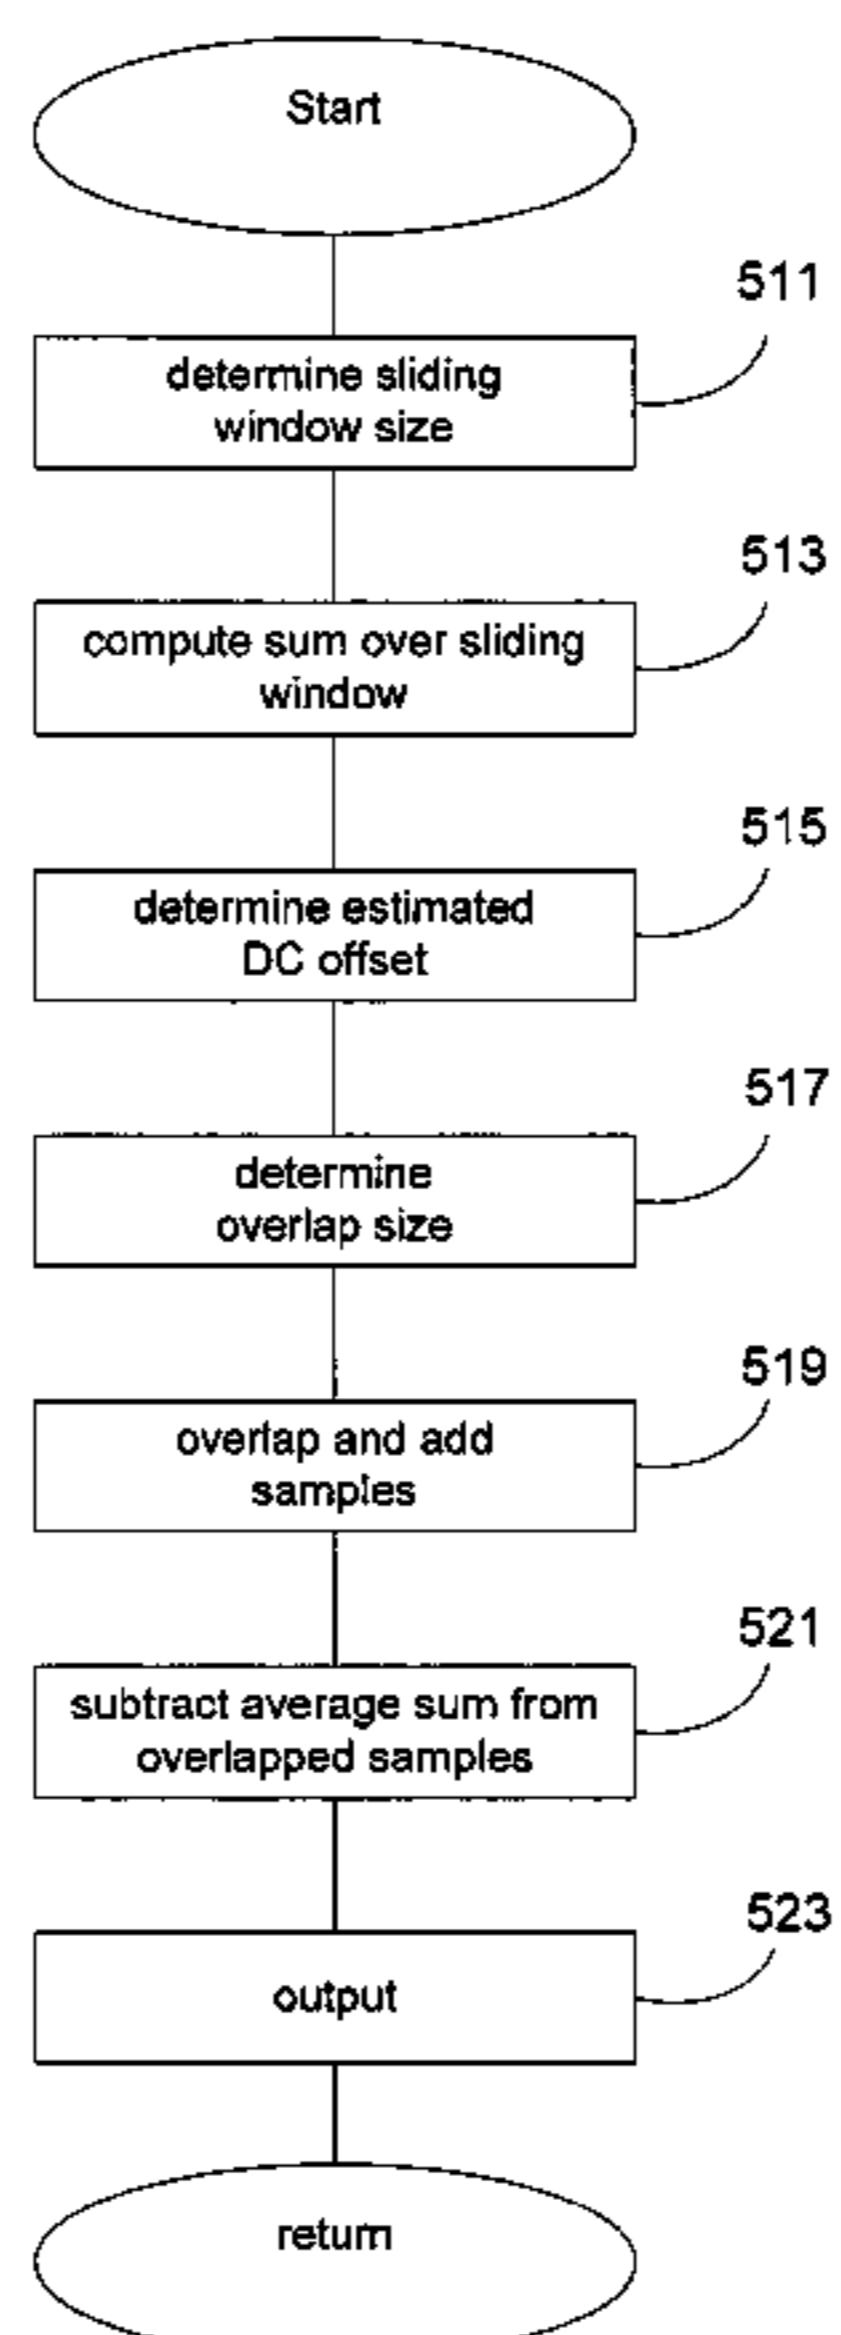 Start
511
determine sliding
window size
513
compute sum over sliding
window
515
determine estimated
DC offset
517
determine
overlap size
519
overlap and add
samples
521
subtract average sum from
overlapped samples
523
output
return